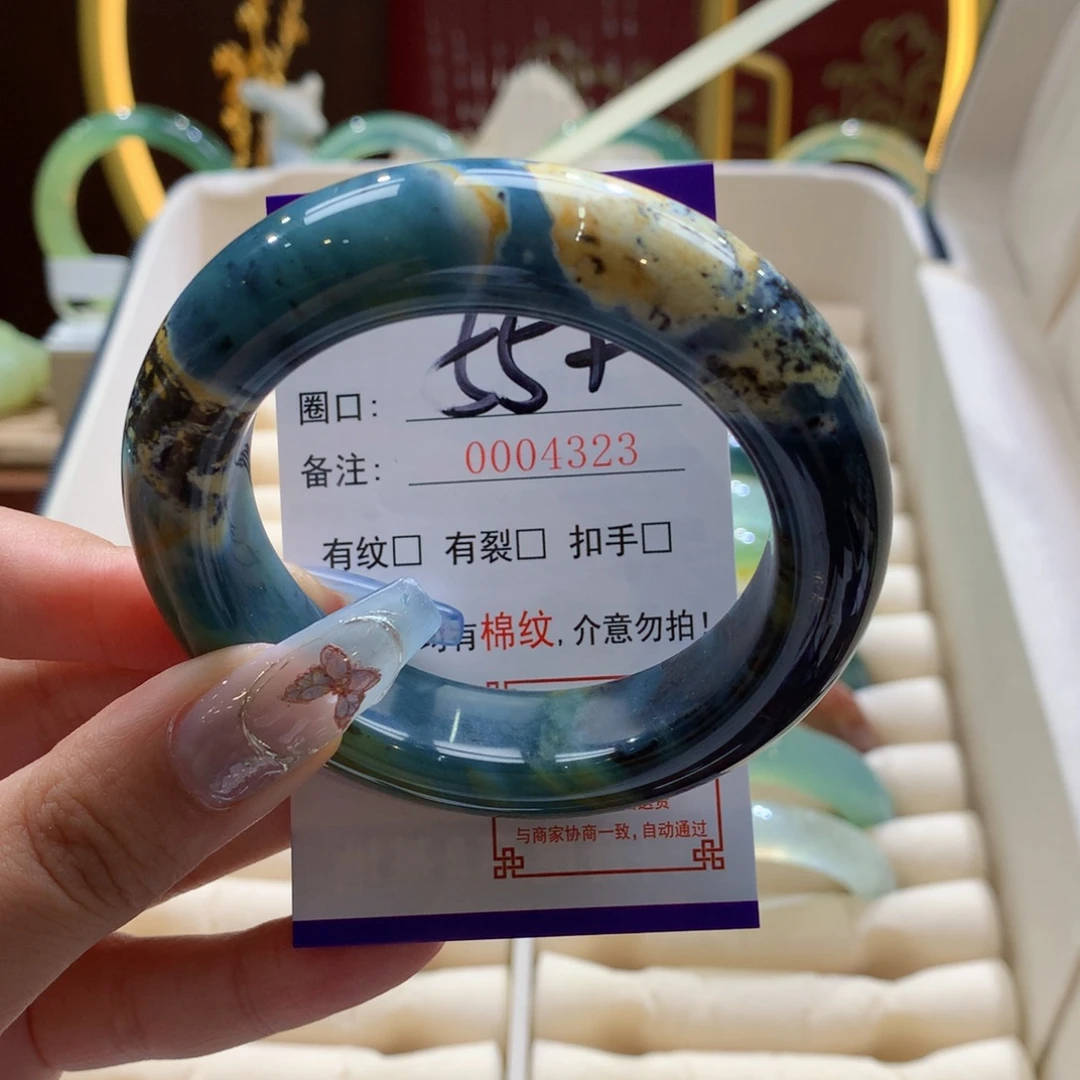 圈口: 55+
备注: 0004323
有纹□ 有裂□ 扣手□
有棉纹, 介意勿拍!
与商家协商一致, 自动通过